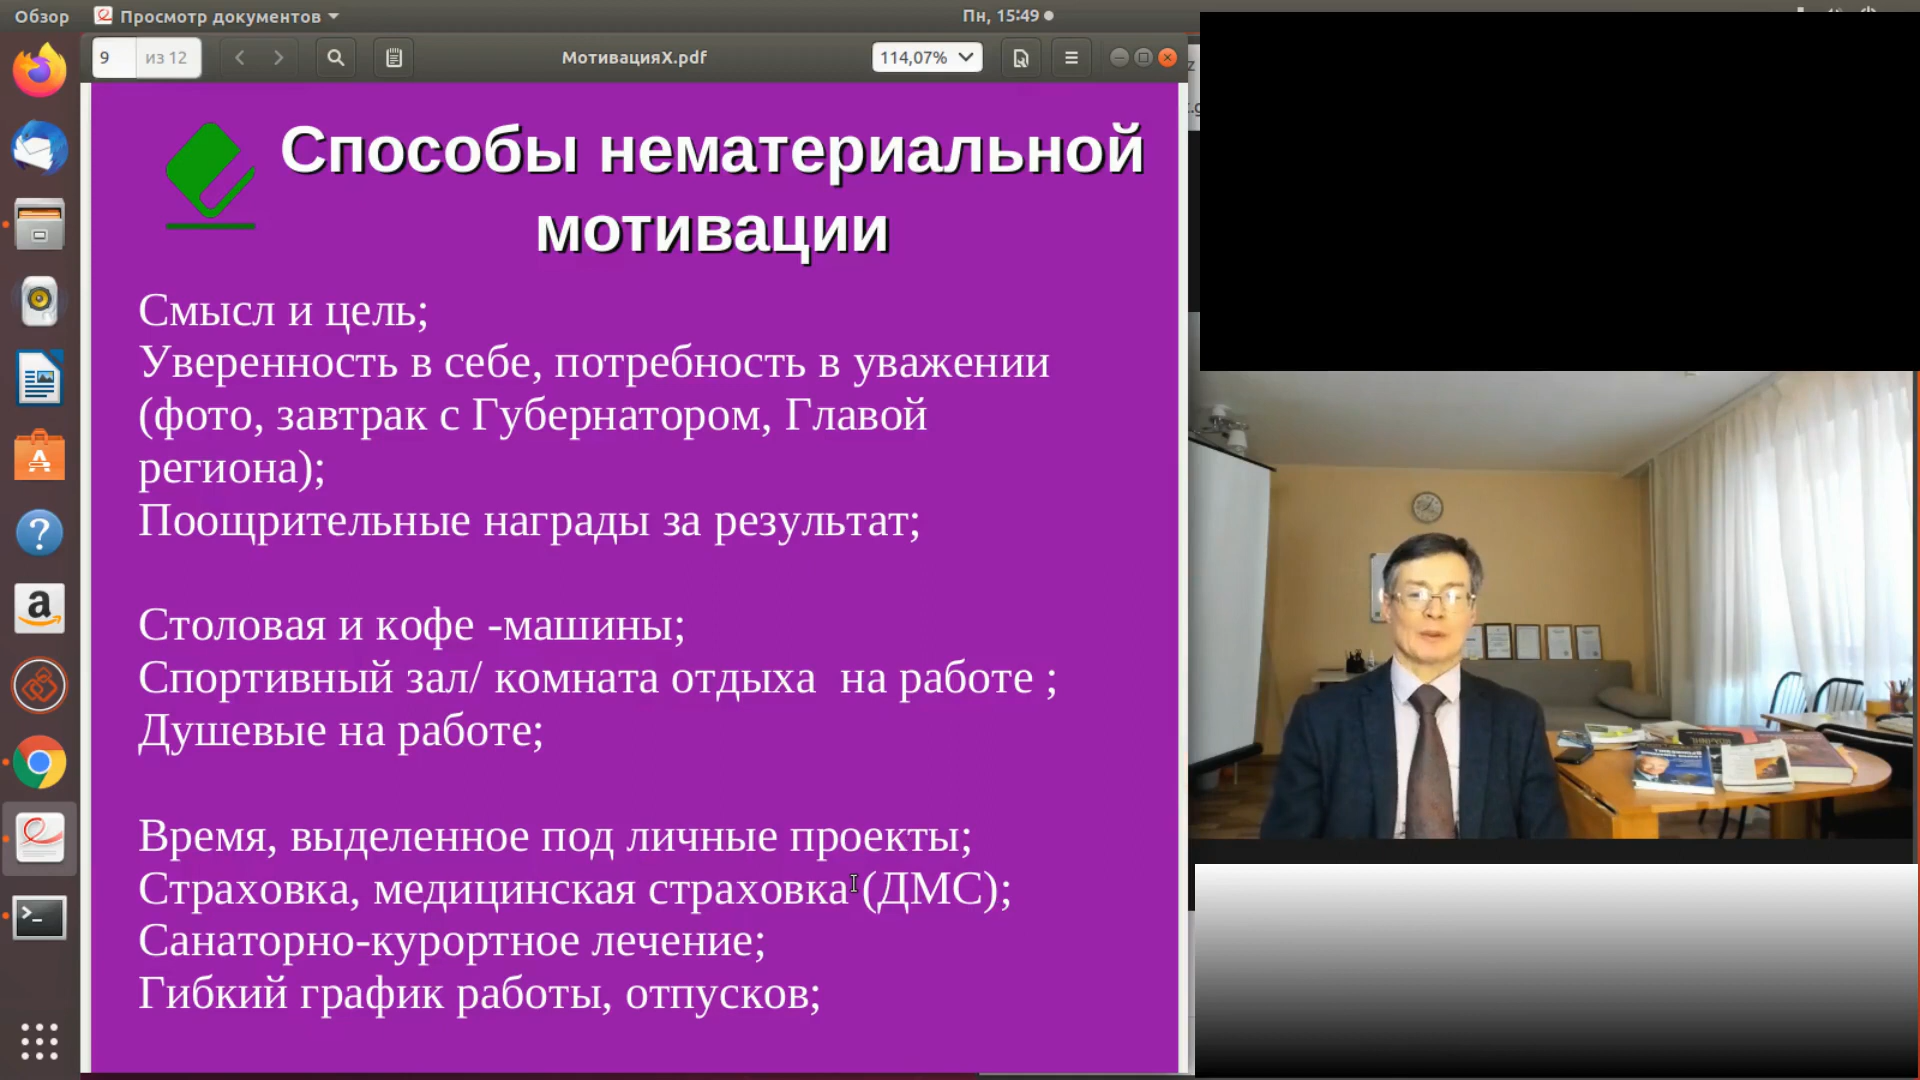 Обзор
Просмотр документов
Пн, 15:49
9
из 12
МотивацияX.pdf
114,07%
Способы нематериальной
мотивации
Смысл и цель;
Уверенность в себе, потребность в уважении
(фото, завтрак с Губернатором, Главой
региона);
Поощрительные награды за результат;
Столовая и кофе -машины;
Спортивный зал/ комната отдыха на работе ;
Душевые на работе;
Время, выделенное под личные проекты;
Страховка, медицинская страховка (ДМС);
Санаторно-курортное лечение;
Гибкий график работы, отпусков;